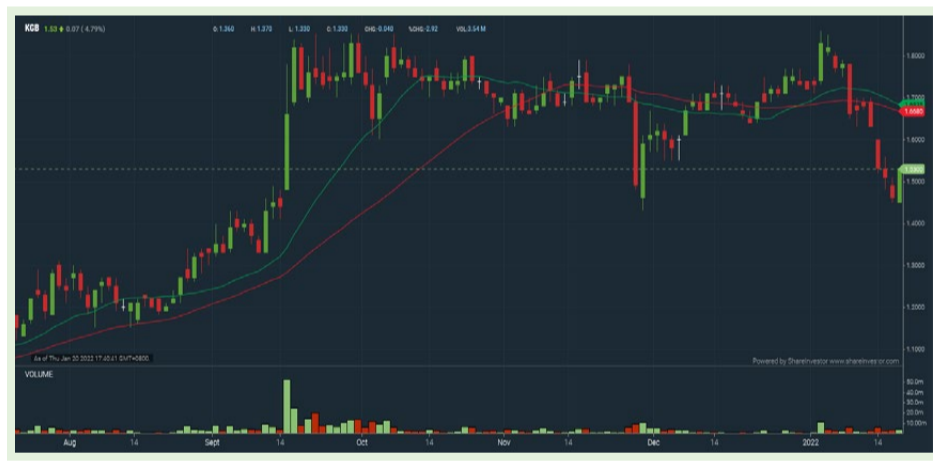 KGB 1.53 0.07 ( 4.79%) O:1.360 H:1.370 L:1.330 C:1.330 CHG:-0.040 %CHG:-2.92 VOL:3.54 M
1.8000
1.7000
1.6680
1.6000
1.5300
1.5000
1.4000
1.3000
1.2000
1.1000
As of Thu Jan 20 2022 17:40:41 GMT+0800. Powered by ShareInvestor www.shareinvestor.com
VOLUME
50.0m
40.0m
30.0m
20.0m
10.00m
Aug 14 Sept 14 Oct 14 Nov 14 Dec 14 2022 14